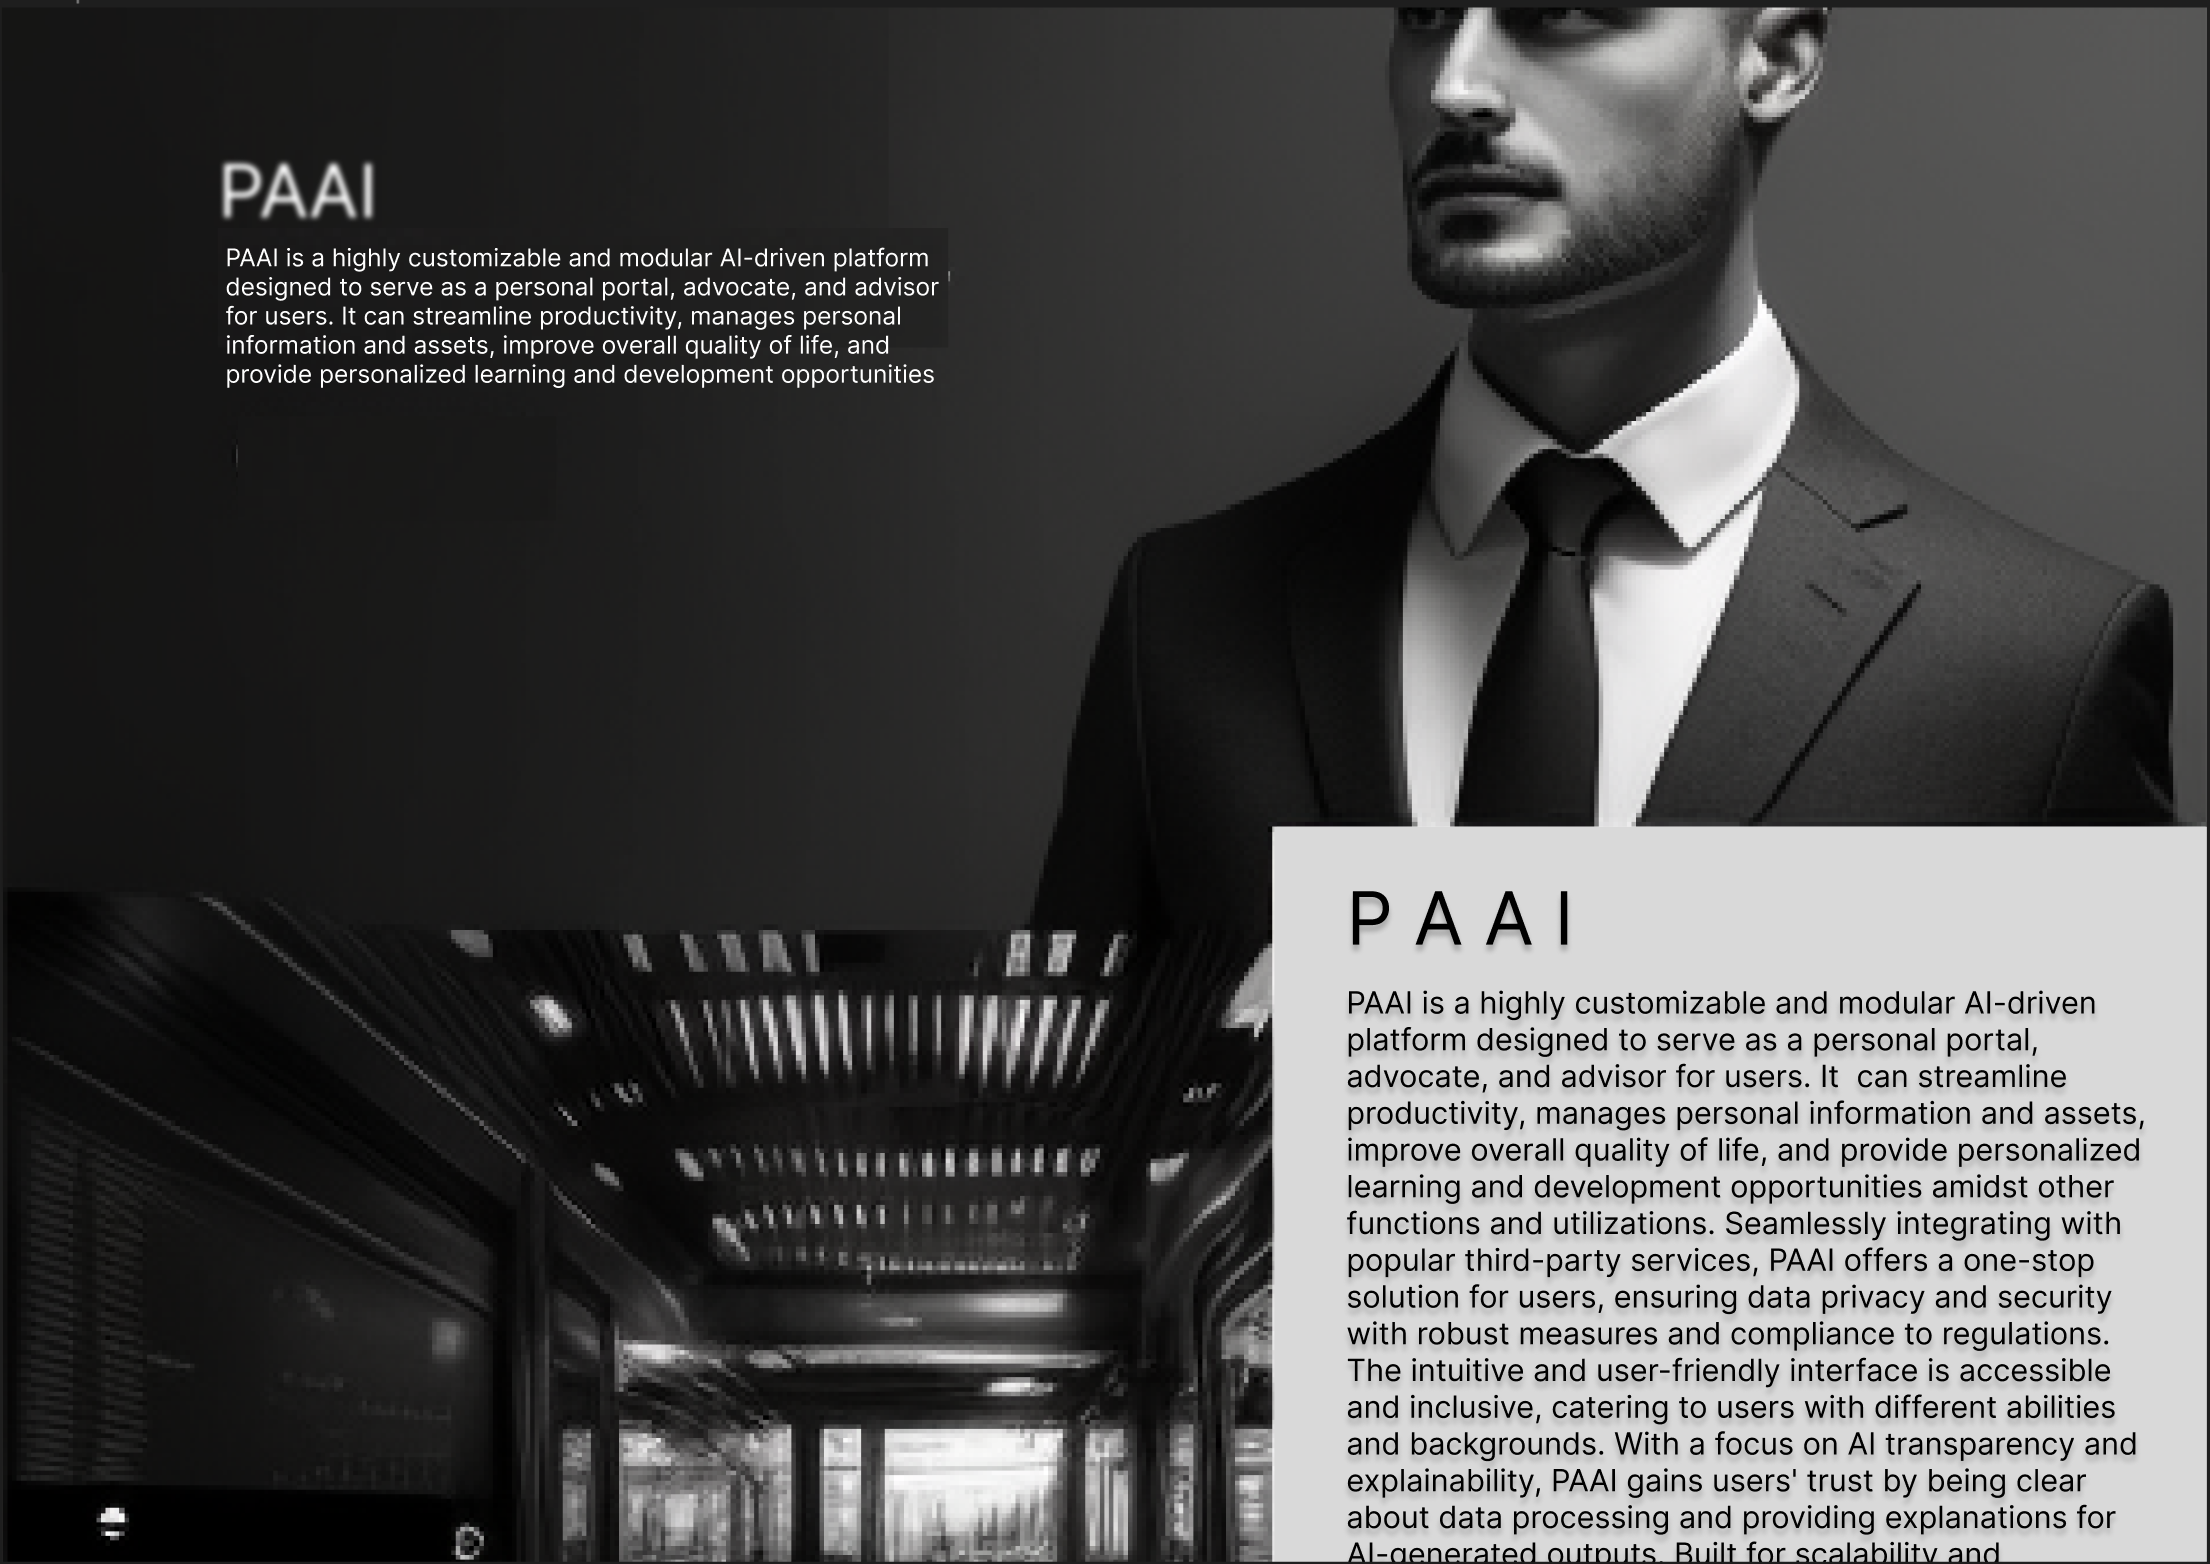 PAAI
PAAI is a highly customizable and modular AI-driven platform
designed to serve as a personal portal, advocate, and advisor
for users. It can streamline productivity, manages personal
information and assets, improve overall quality of life, and
provide personalized learning and development opportunities
PAAI
PAAI is a highly customizable and modular AI-driven
platform designed to serve as a personal portal,
advocate, and advisor for users. It  can streamline
productivity, manages personal information and assets,
improve overall quality of life, and provide personalized
learning and development opportunities amidst other
functions and utilizations. Seamlessly integrating with
popular third-party services, PAAI offers a one-stop
solution for users, ensuring data privacy and security
with robust measures and compliance to regulations.
The intuitive and user-friendly interface is accessible
and inclusive, catering to users with different abilities
and backgrounds. With a focus on AI transparency and
explainability, PAAI gains users' trust by being clear
about data processing and providing explanations for
AI-generated outputs. Built for scalability and